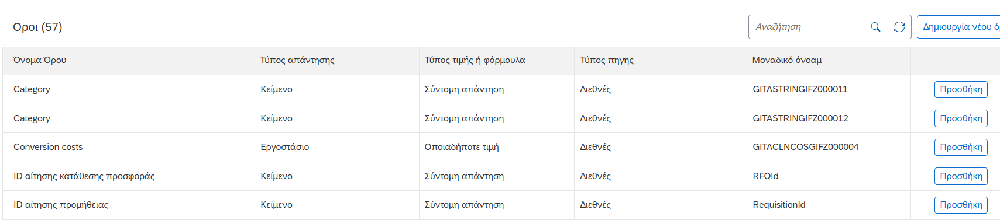 Οροι (57)
Αναζήτηση
Δημιουργία νέου
Όνομα Όρου Τύπος απάντησης Τύπος τιμής ή φόρμουλα Τύπος πηγης Μοναδικό όνοαμ
Category Κείμενο Σύντομη απάντηση Διεθνές GITASTRINGIFZ000011 Προσθήκη
Category Κείμενο Σύντομη απάντηση Διεθνές GITASTRINGIFZ000012 Προσθήκη
Conversion costs Εργοστάσιο Οποιαδήποτε τιμή Διεθνές GITACLNCOSGIFZ000004 Προσθήκη
ID αίτησης κατάθεσης προσφοράς Κείμενο Σύντομη απάντηση Διεθνές RFQId Προσθήκη
ID αίτησης προμήθειας Κείμενο Σύντομη απάντηση Διεθνές RequisitionId Προσθήκη